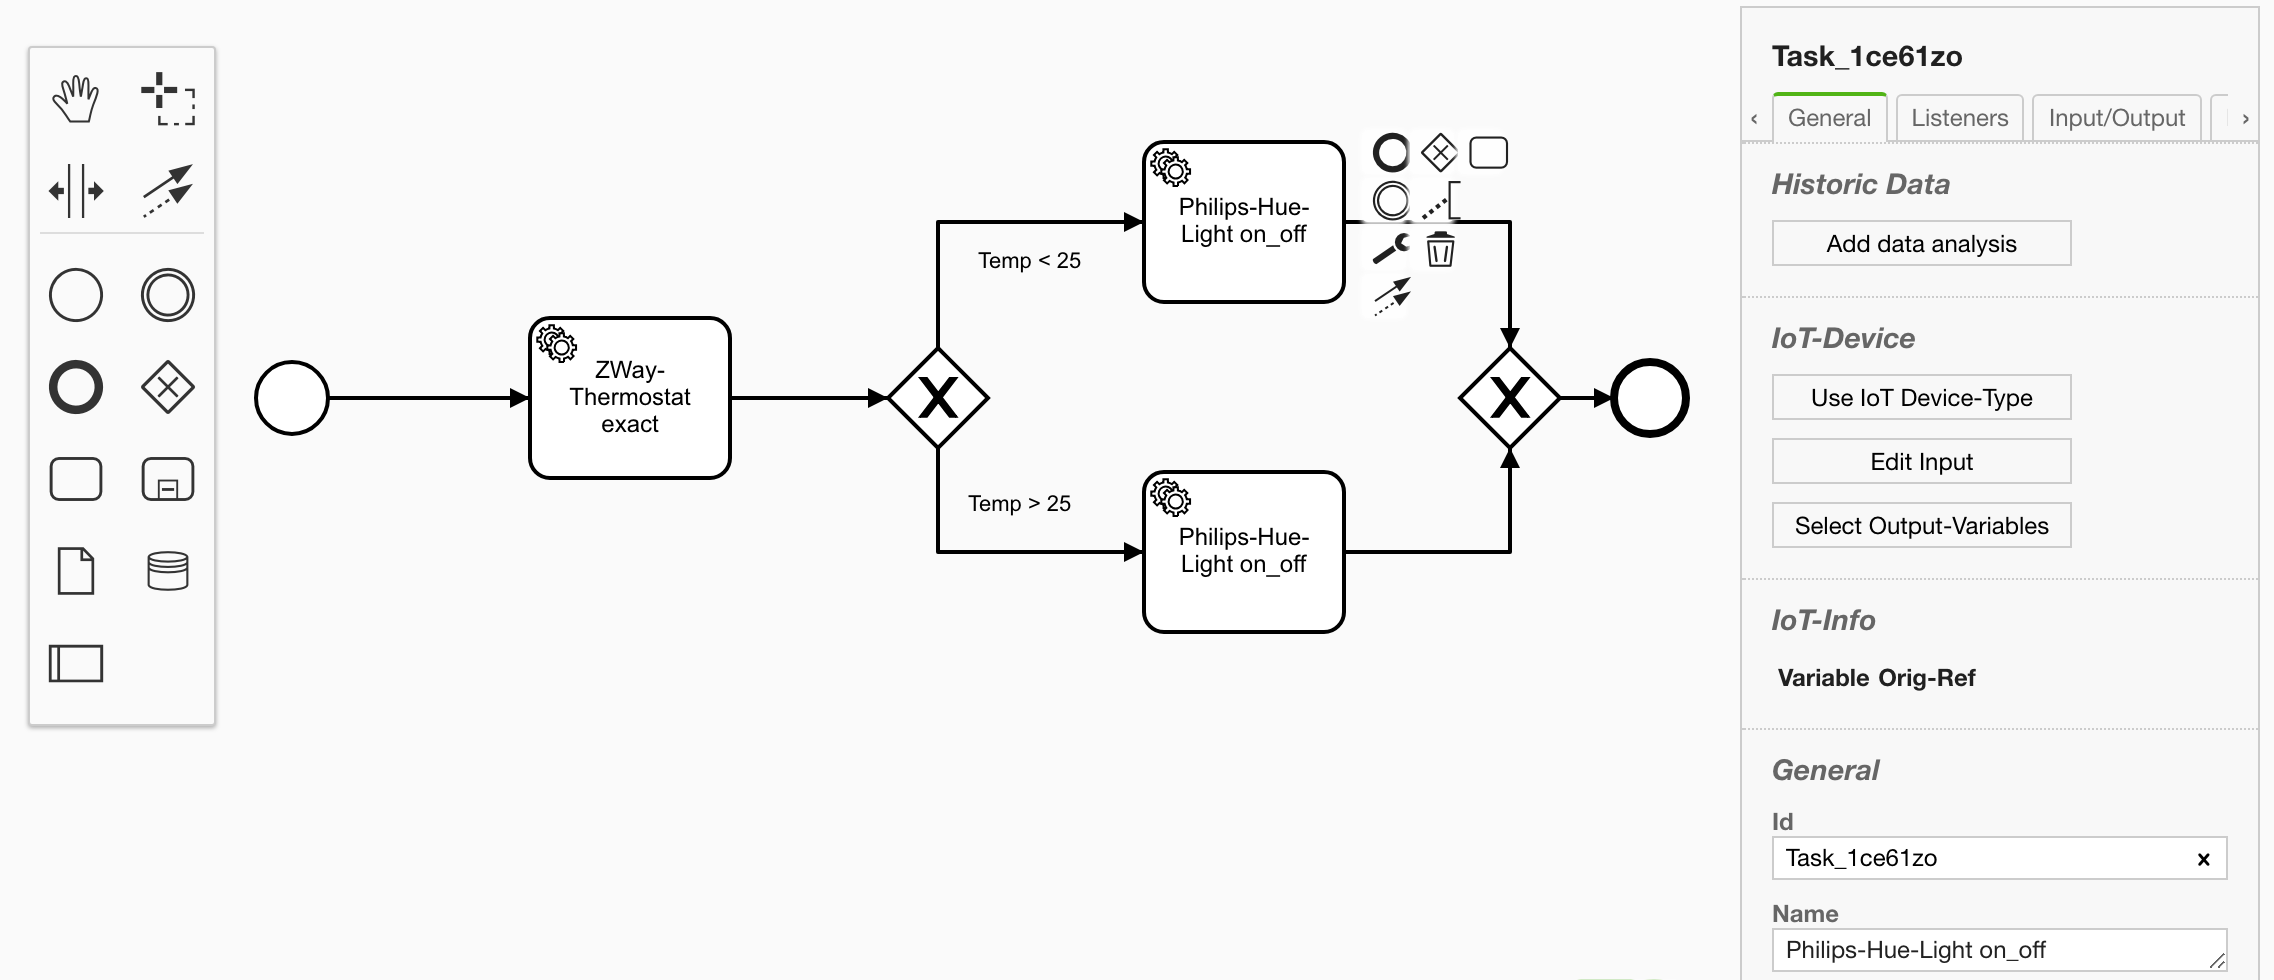 Task_1ce61zo
‹ General Listeners Input/Output ›
Historic Data
Add data analysis
IoT-Device
Use IoT Device-Type
Edit Input
Select Output-Variables
IoT-Info
Variable Orig-Ref
General
Id
Task_1ce61zo x
Name
Philips-Hue-Light on_off
ZWay-
Thermostat
exact
X
Temp < 25
Philips-Hue-
Light on_off
Temp > 25
Philips-Hue-
Light on_off
X